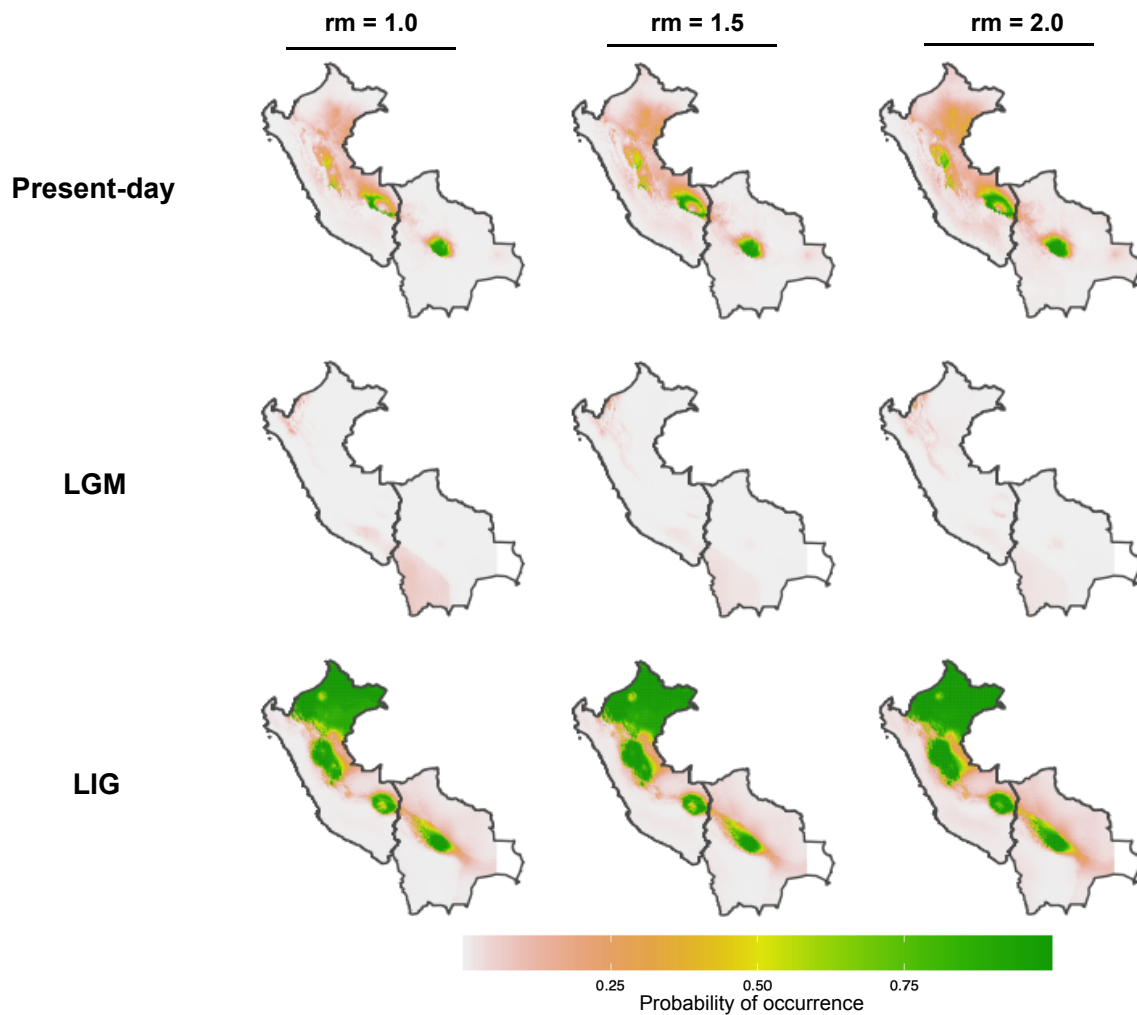 rm = 1.0 rm = 1.5 rm = 2.0
Present-day
LGM
LIG
0.25 0.50 0.75
Probability of occurrence